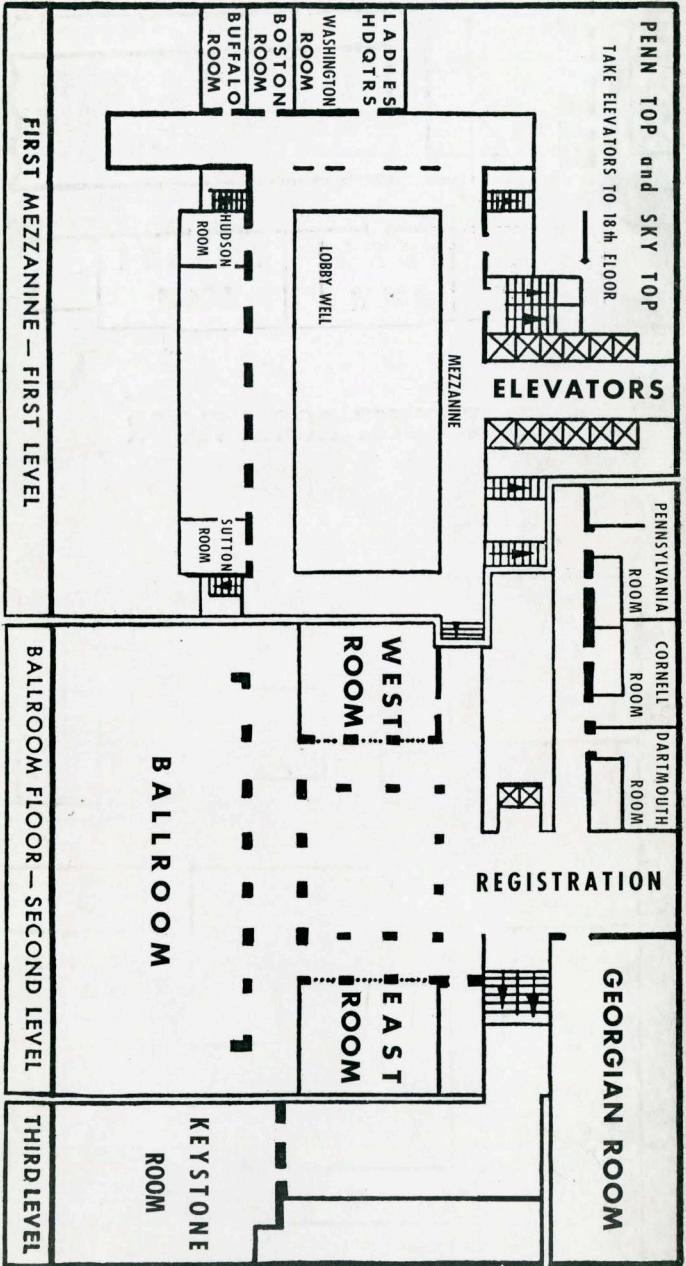 PENN TOP and SKY TOP
TAKE ELEVATORS TO 18th FLOOR
ELEVATORS
PENNSYLVANIA
ROOM
CORNELL
ROOM
DARTMOUTH
ROOM
REGISTRATION
GEORGIAN ROOM
LADIES
HDQTRS
WASHINGTON
ROOM
BOSTON
ROOM
BUFFALO
ROOM
MEZZANINE
LOBBY WELL
HUDSON
ROOM
SUTTON
ROOM
WEST
ROOM
EAST
ROOM
BALLROOM
KEYSTONE
ROOM
FIRST MEZZANINE — FIRST LEVEL
BALLROOM FLOOR — SECOND LEVEL
THIRD LEVEL